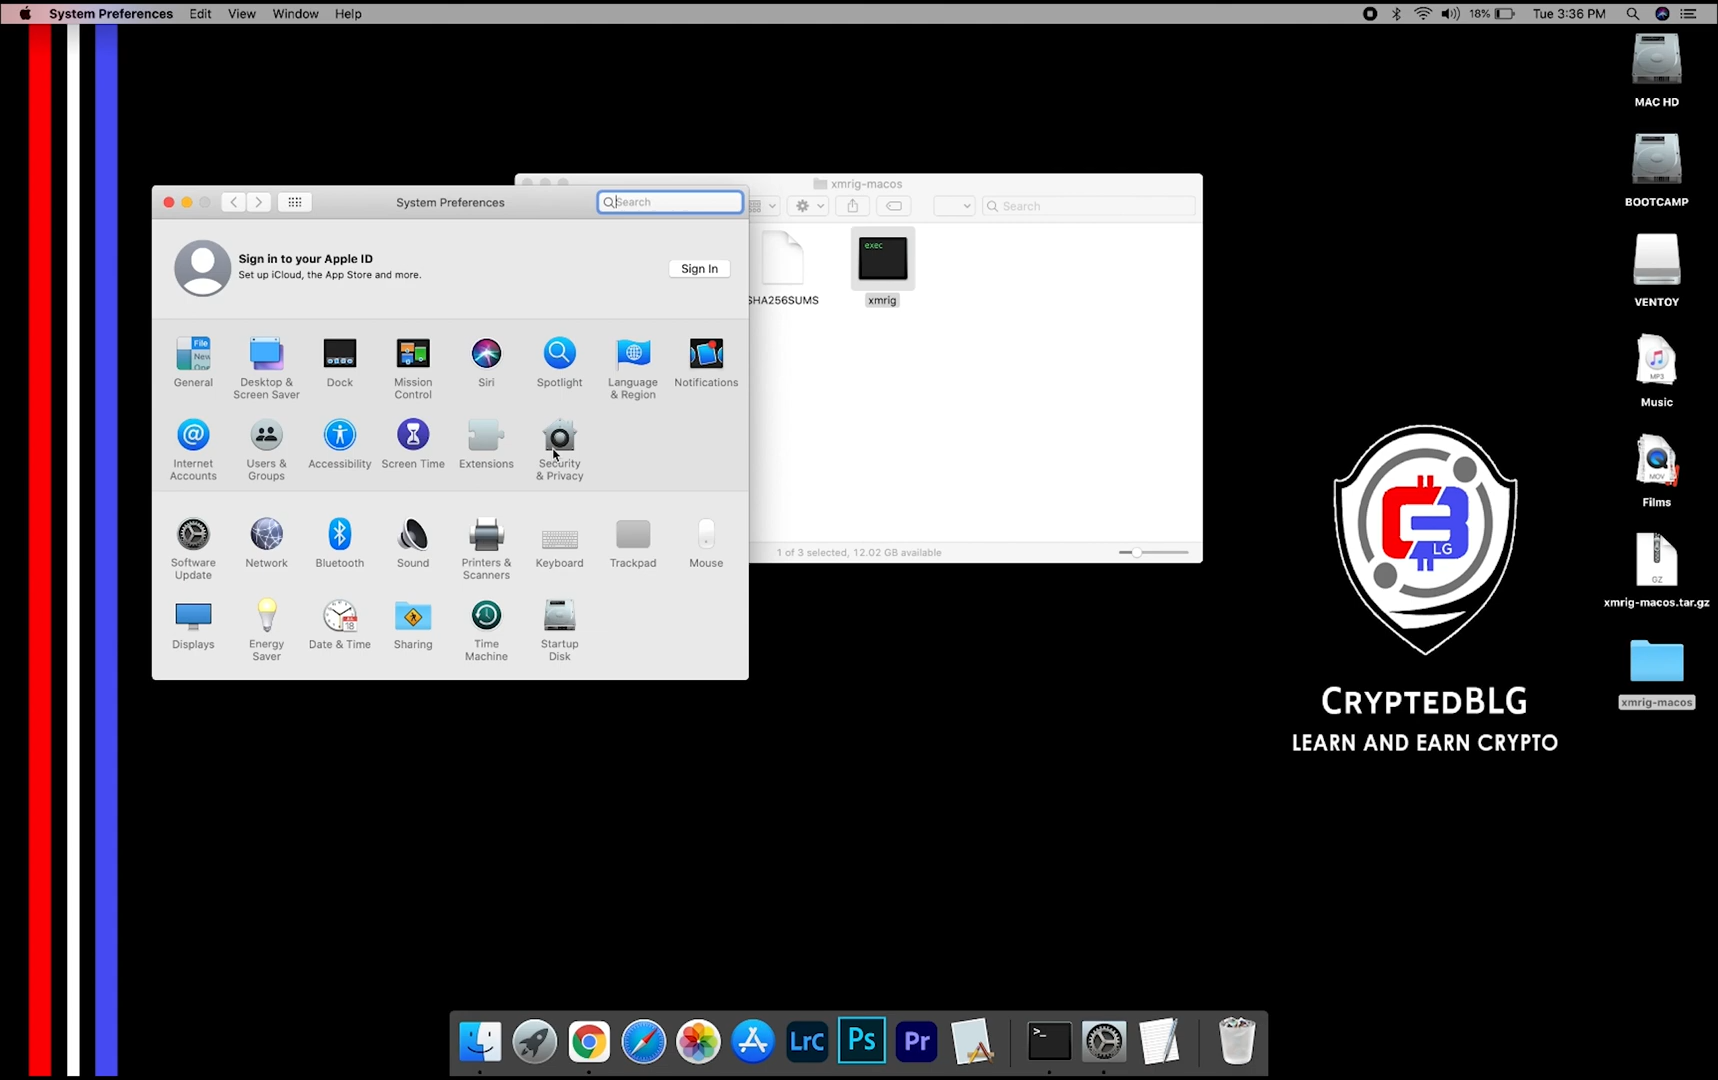 System Preferences Edit View Window Help
18% Tue 3:36 PM
System Preferences
Search
Sign in to your Apple ID
Set up iCloud, the App Store and more.
Sign In
General
Desktop &
Screen Saver
Dock
Mission
Control
Siri
Spotlight
Language
& Region
Notifications
Internet
Accounts
Users &
Groups
Accessibility
Screen Time
Extensions
Security
& Privacy
Software
Update
Network
Bluetooth
Sound
Printers &
Scanners
Keyboard
Trackpad
Mouse
Displays
Energy
Saver
Date & Time
Sharing
Time
Machine
Startup
Disk
File
New
xmrig-macos
Search
SHA256SUMS
exec
xmrig
1 of 3 selected, 12.02 GB available
MAC HD
BOOTCAMP
VENTOY
MP3
Music
MOV
Films
GZ
xmrig-macos.tar.gz
xmrig-macos
LG
CRYPTEDBLG
LEARN AND EARN CRYPTO
LrC
Ps
Pr